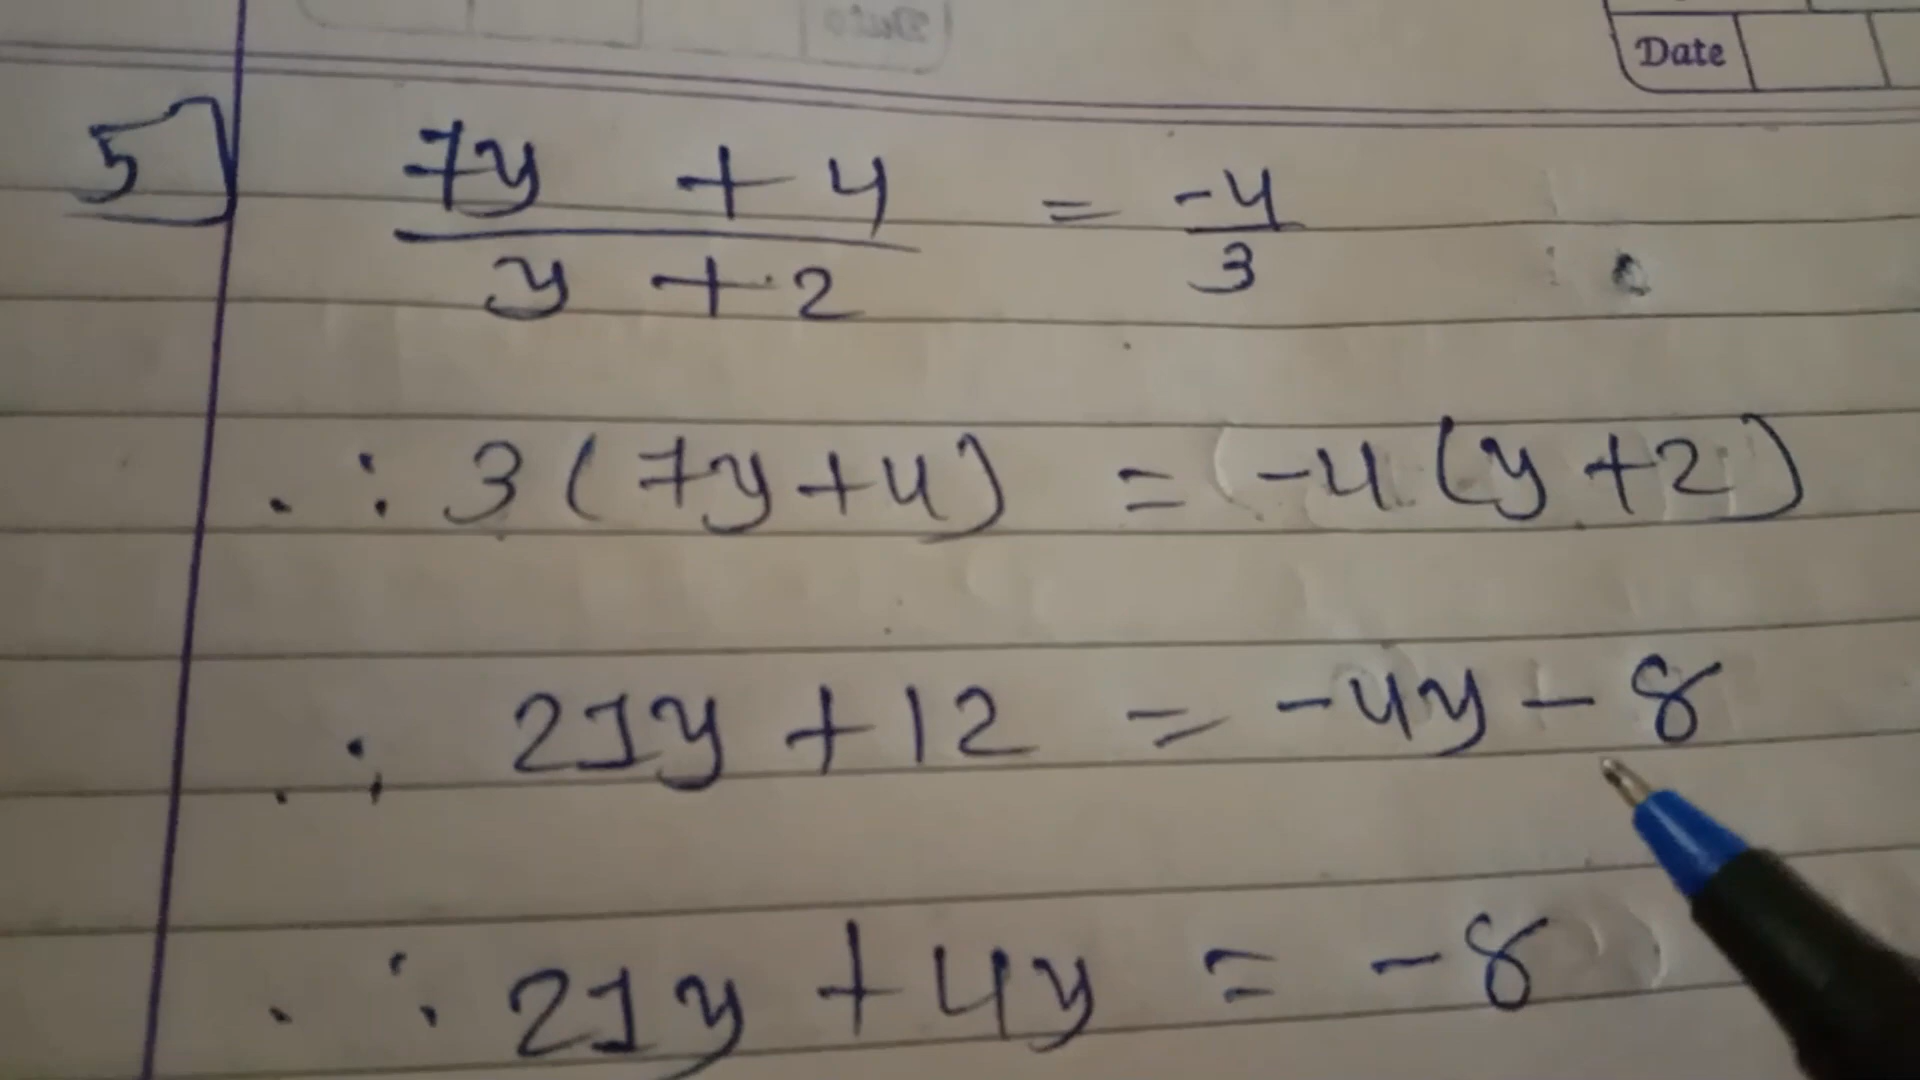 Date
5] (7y + 4)/(y + 2) = -4/3
∴ 3(7y+4) = -4(y+2)
∴ 21y + 12 = -4y - 8
∴ 21y + 4y = -8